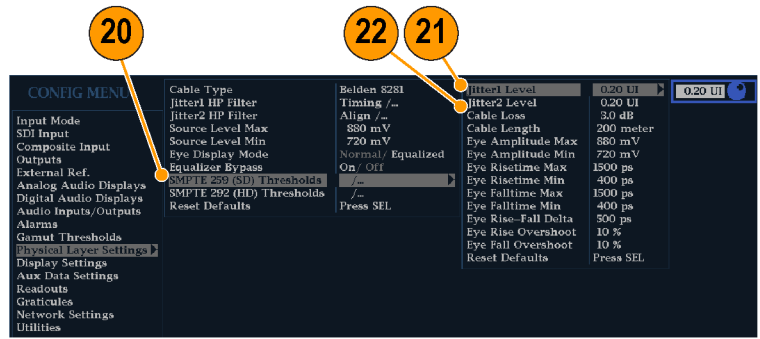 20
22
21
CONFIG MENU
Input Mode
SDI Input
Composite Input
Outputs
External Ref.
Analog Audio Displays
Digital Audio Displays
Audio Inputs/Outputs
Alarms
Gamut Thresholds
Physical Layer Settings
Display Settings
Aux Data Settings
Readouts
Graticules
Network Settings
Utilities
Cable Type Belden 8281
Jitter1 HP Filter Timing /...
Jitter2 HP Filter Align /...
Source Level Max 880 mV
Source Level Min 720 mV
Eye Display Mode Normal/ Equalized
Equalizer Bypass On/ Off
SMPTE 259 (SD) Thresholds /...
SMPTE 292 (HD) Thresholds /...
Reset Defaults Press SEL
Jitter1 Level 0.20 UI
Jitter2 Level 0.20 UI
Cable Loss 3.0 dB
Cable Length 200 meter
Eye Amplitude Max 880 mV
Eye Amplitude Min 720 mV
Eye Risetime Max 1500 ps
Eye Risetime Min 400 ps
Eye Falltime Max 1500 ps
Eye Falltime Min 400 ps
Eye Rise-Fall Delta 500 ps
Eye Rise Overshoot 10 %
Eye Fall Overshoot 10 %
Reset Defaults Press SEL
0.20 UI